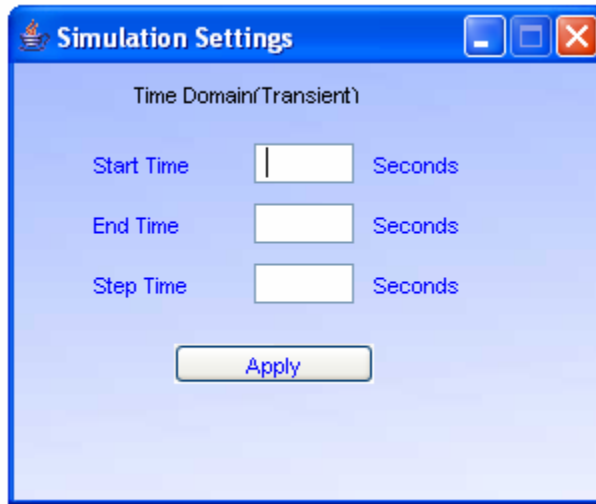 Simulation Settings
Time Domain(Transient)
Start Time Seconds
End Time Seconds
Step Time Seconds
Apply